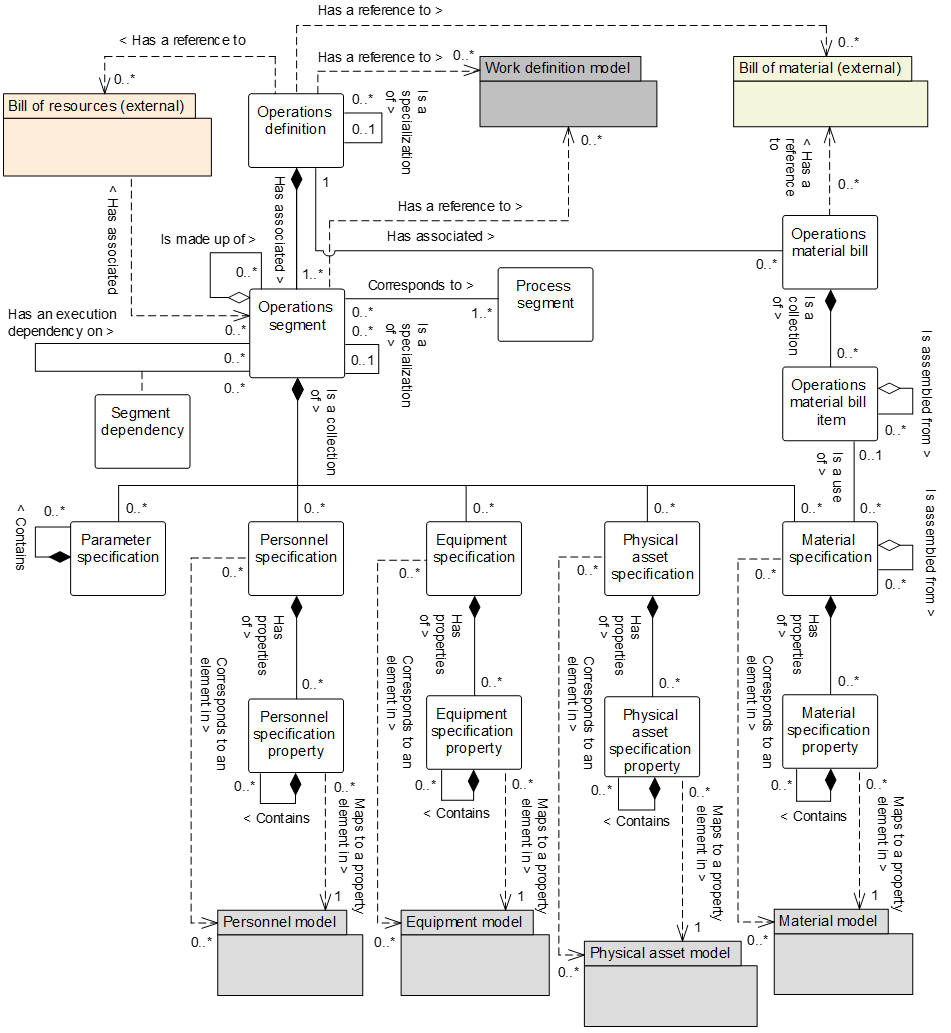 Has a reference to >
< Has a reference to
0..*
Has a reference to >
0..*
0..*
Work definition model
Bill of material (external)
Bill of resources (external)
Operations
definition
0..*
0..1
Is a
specialization
of >
0..*
1
< Has a
reference
to
0..*
< Has associated
Has associated >
Has a reference to >
Has associated >
Is made up of >
0..*
1..*
0..*
Operations
material bill
Operations
segment
Corresponds to >
0..*
1..*
Process
segment
Is a
collection
of >
0..*
Has an execution
dependency on >
0..*
0..*
0..*
0..*
0..1
Is a
specialization
of >
Segment
dependency
Is a collection
of >
Operations
material bill
item
0..*
Is assembled from >
0..1
Is a use
of >
0..*
0..*
0..*
0..*
0..*
0..*
< Contains
0..*
Parameter
specification
Personnel
specification
0..*
Equipment
specification
0..*
Physical
asset
specification
0..*
Material
specification
0..*
0..*
Is assembled from >
Has
properties
of >
0..*
Has
properties
of >
0..*
Has
properties
of >
0..*
Has
properties
of >
0..*
Corresponds to an
element in >
Corresponds to an
element in >
Corresponds to an
element in >
Corresponds to an
element in >
Personnel
specification
property
Equipment
specification
property
Physical
asset
specification
property
Material
specification
property
0..*
0..*
< Contains
0..*
0..*
< Contains
0..*
0..*
< Contains
0..*
0..*
< Contains
Maps to a property
element in >
1
Maps to a property
element in >
1
Maps to a property
element in >
1
Maps to a property
element in >
1
Personnel model
0..*
Equipment model
0..*
Physical asset model
0..*
Material model
0..*